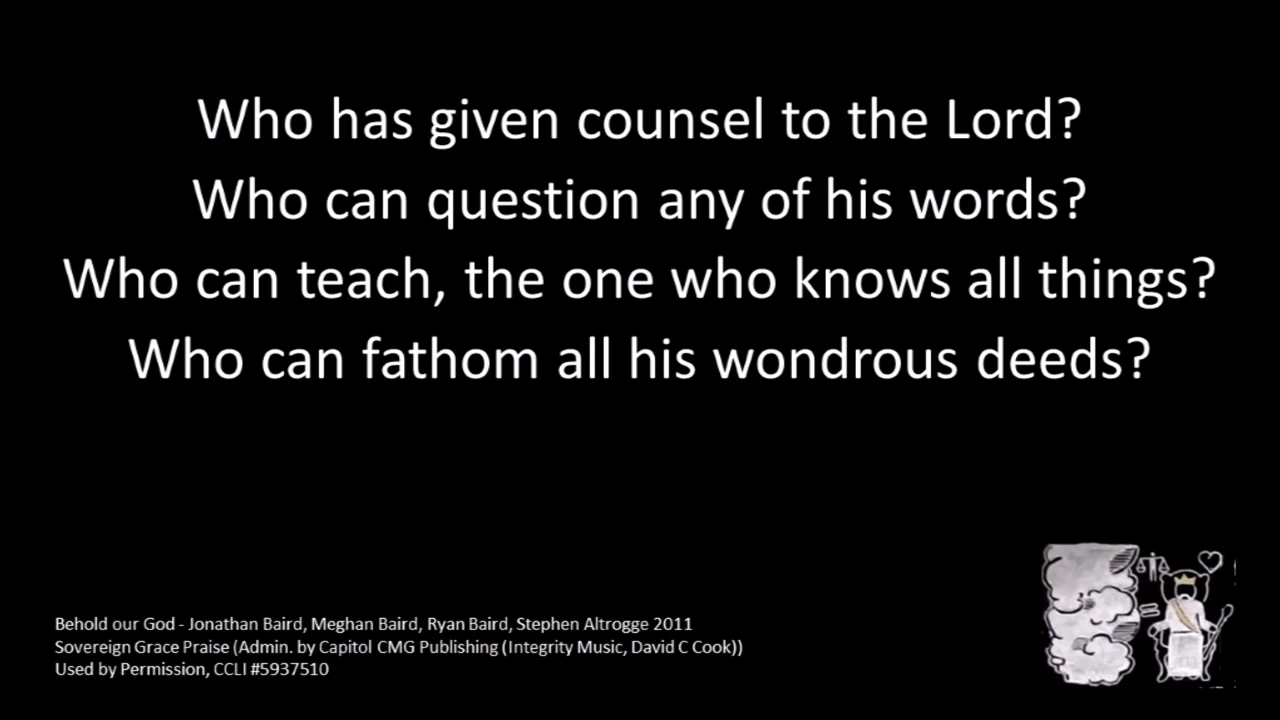 Who has given counsel to the Lord?
Who can question any of his words?
Who can teach, the one who knows all things?
Who can fathom all his wondrous deeds?
Behold our God - Jonathan Baird, Meghan Baird, Ryan Baird, Stephen Altrogge 2011
Sovereign Grace Praise (Admin. by Capitol CMG Publishing (Integrity Music, David C Cook))
Used by Permission, CCLI #5937510